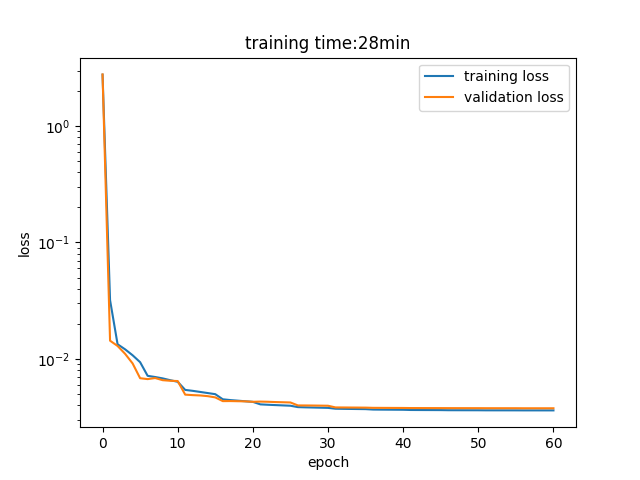 training time:28min
training loss
validation loss
10⁰
10⁻¹
10⁻²
loss
0 10 20 30 40 50 60
epoch